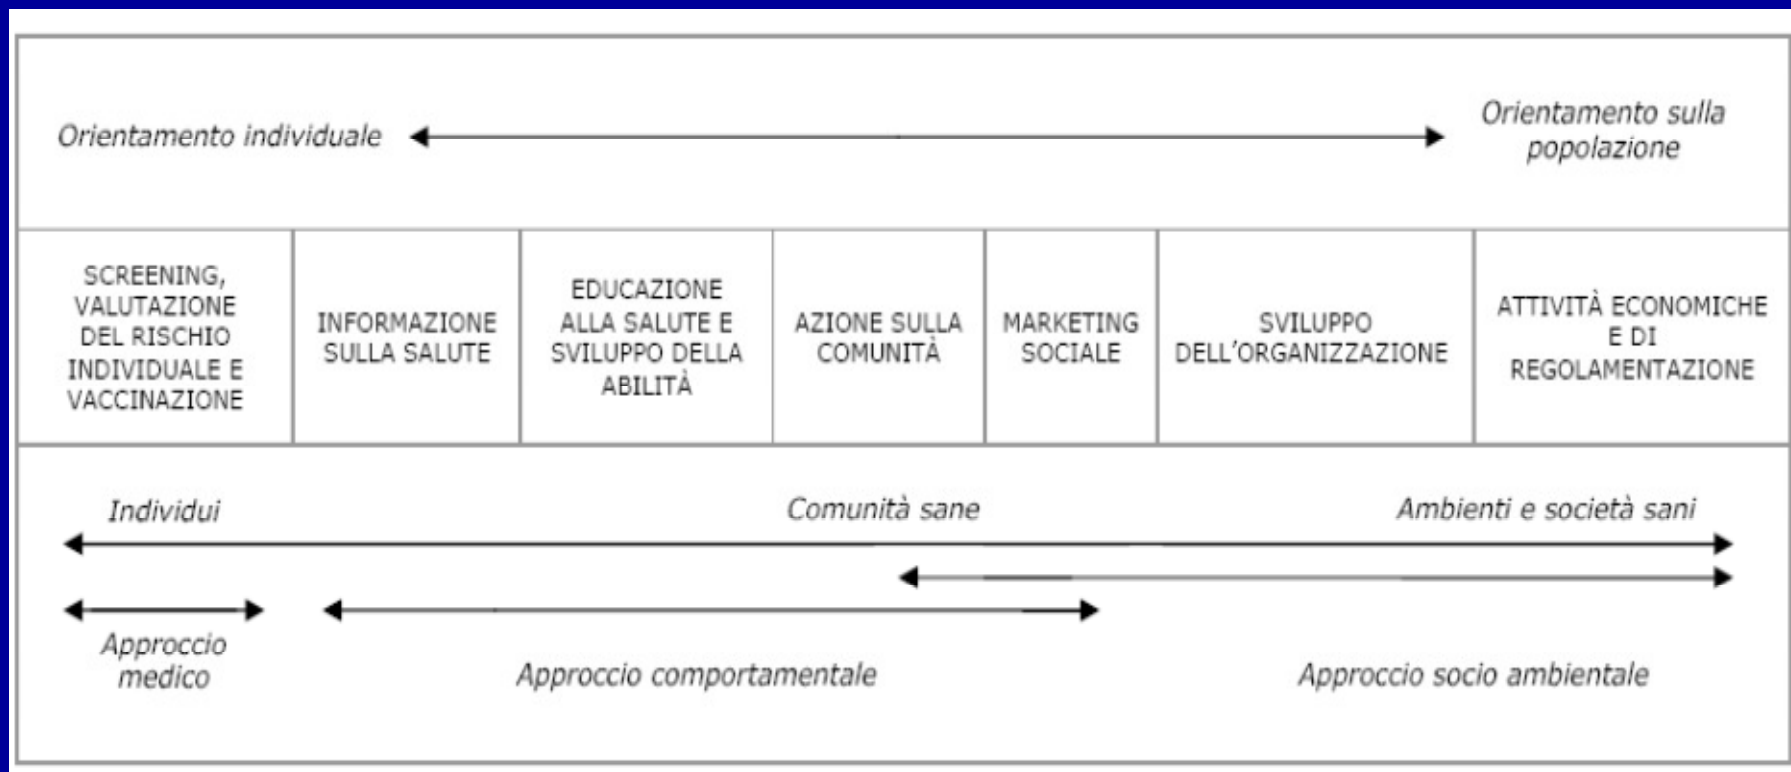 Orientamento individuale
Orientamento sulla
popolazione
SCREENING,
VALUTAZIONE
DEL RISCHIO
INDIVIDUALE E
VACCINAZIONE
INFORMAZIONE
SULLA SALUTE
EDUCAZIONE
ALLA SALUTE E
SVILUPPO DELLA
ABILITÀ
AZIONE SULLA
COMUNITÀ
MARKETING
SOCIALE
SVILUPPO
DELL'ORGANIZZAZIONE
ATTIVITÀ ECONOMICHE
E DI
REGOLAMENTAZIONE
Individui
Comunità sane
Ambienti e società sani
Approccio
medico
Approccio comportamentale
Approccio socio ambientale